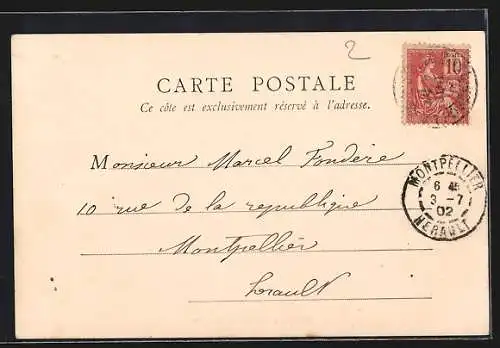 2
10
CARTE POSTALE
Ce côté est exclusivement réservé à l'adresse.
Monsieur Marcel Fondère
10 rue de la republique
Montpellier
Herault
MONTPELLIER
6 45
3 - 7
02
HERAULT